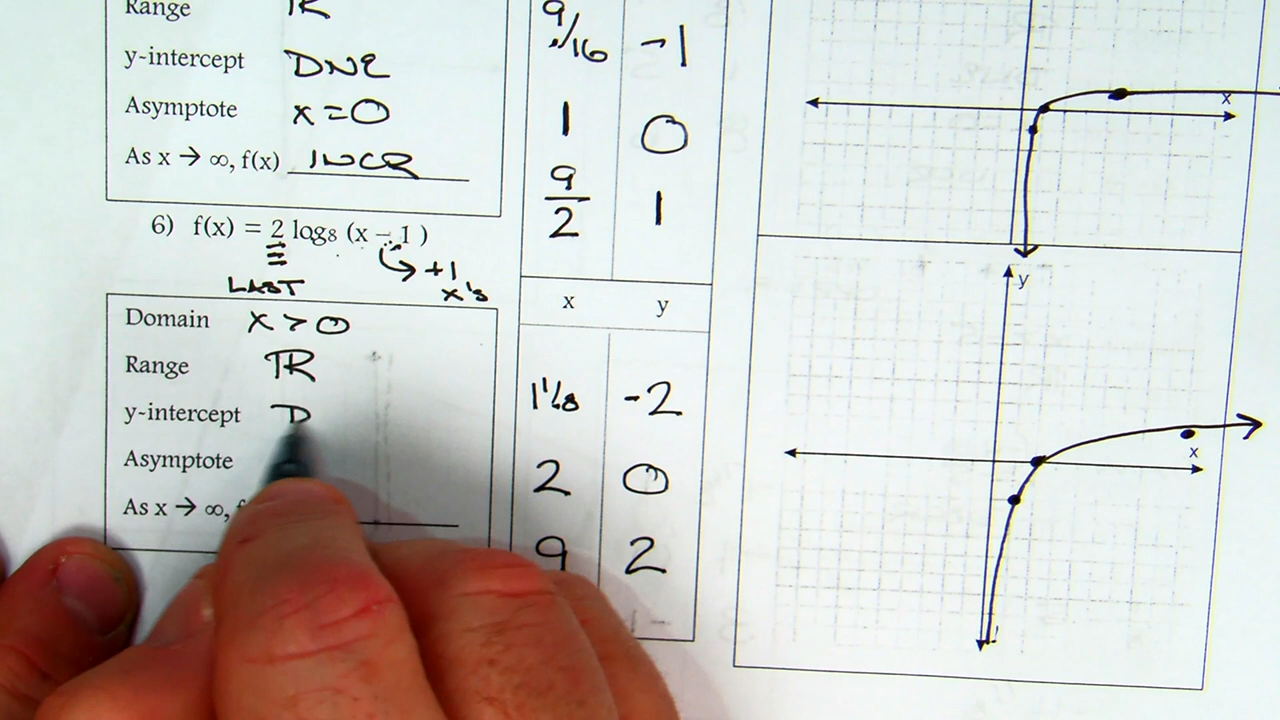 Range ℝ
y-intercept DNE
Asymptote x = 0
As x → ∞, f(x) INCR
9/16 -1
1 0
9/2 1
x
6) f(x) = 2 log₈ (x - 1)
LAST
+1
x's
Domain x > 0
Range ℝ
y-intercept D
Asymptote
As x → ∞, f
x y
1 1/8 -2
2 0
9 2
y
x